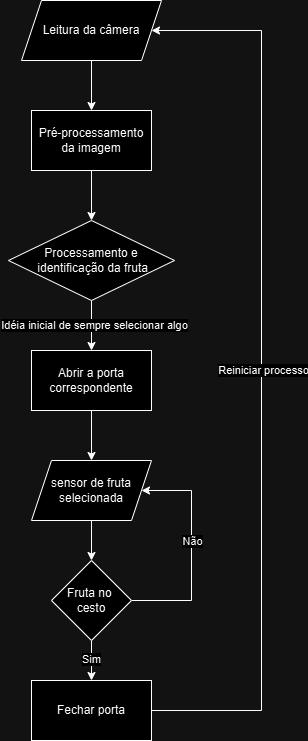 Leitura da câmera
Pré-processamento
da imagem
Processamento e
identificação da fruta
Idéia inicial de sempre selecionar algo
Abrir a porta
correspondente
Reiniciar processo
sensor de fruta
selecionada
Não
Fruta no
cesto
Sim
Fechar porta